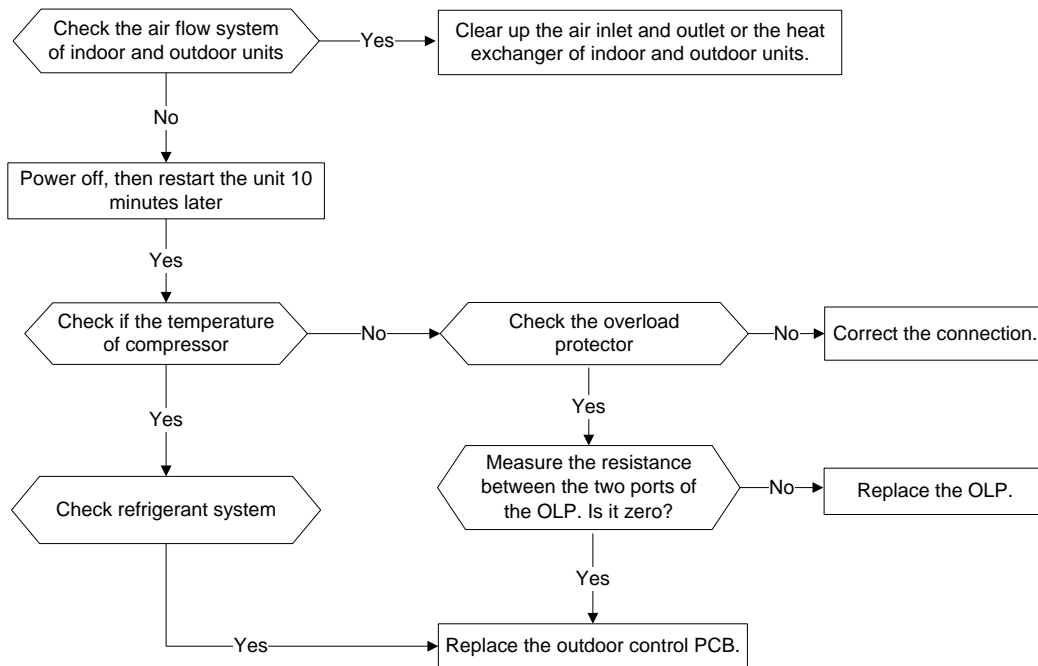 Check the air flow system
of indoor and outdoor units
Yes
Clear up the air inlet and outlet or the heat
exchanger of indoor and outdoor units.
No
Power off, then restart the unit 10
minutes later
Yes
Check if the temperature
of compressor
No
Check the overload
protector
No
Correct the connection.
Yes
Yes
Check refrigerant system
Measure the resistance
between the two ports of
the OLP. Is it zero?
No
Replace the OLP.
Yes
Yes
Replace the outdoor control PCB.